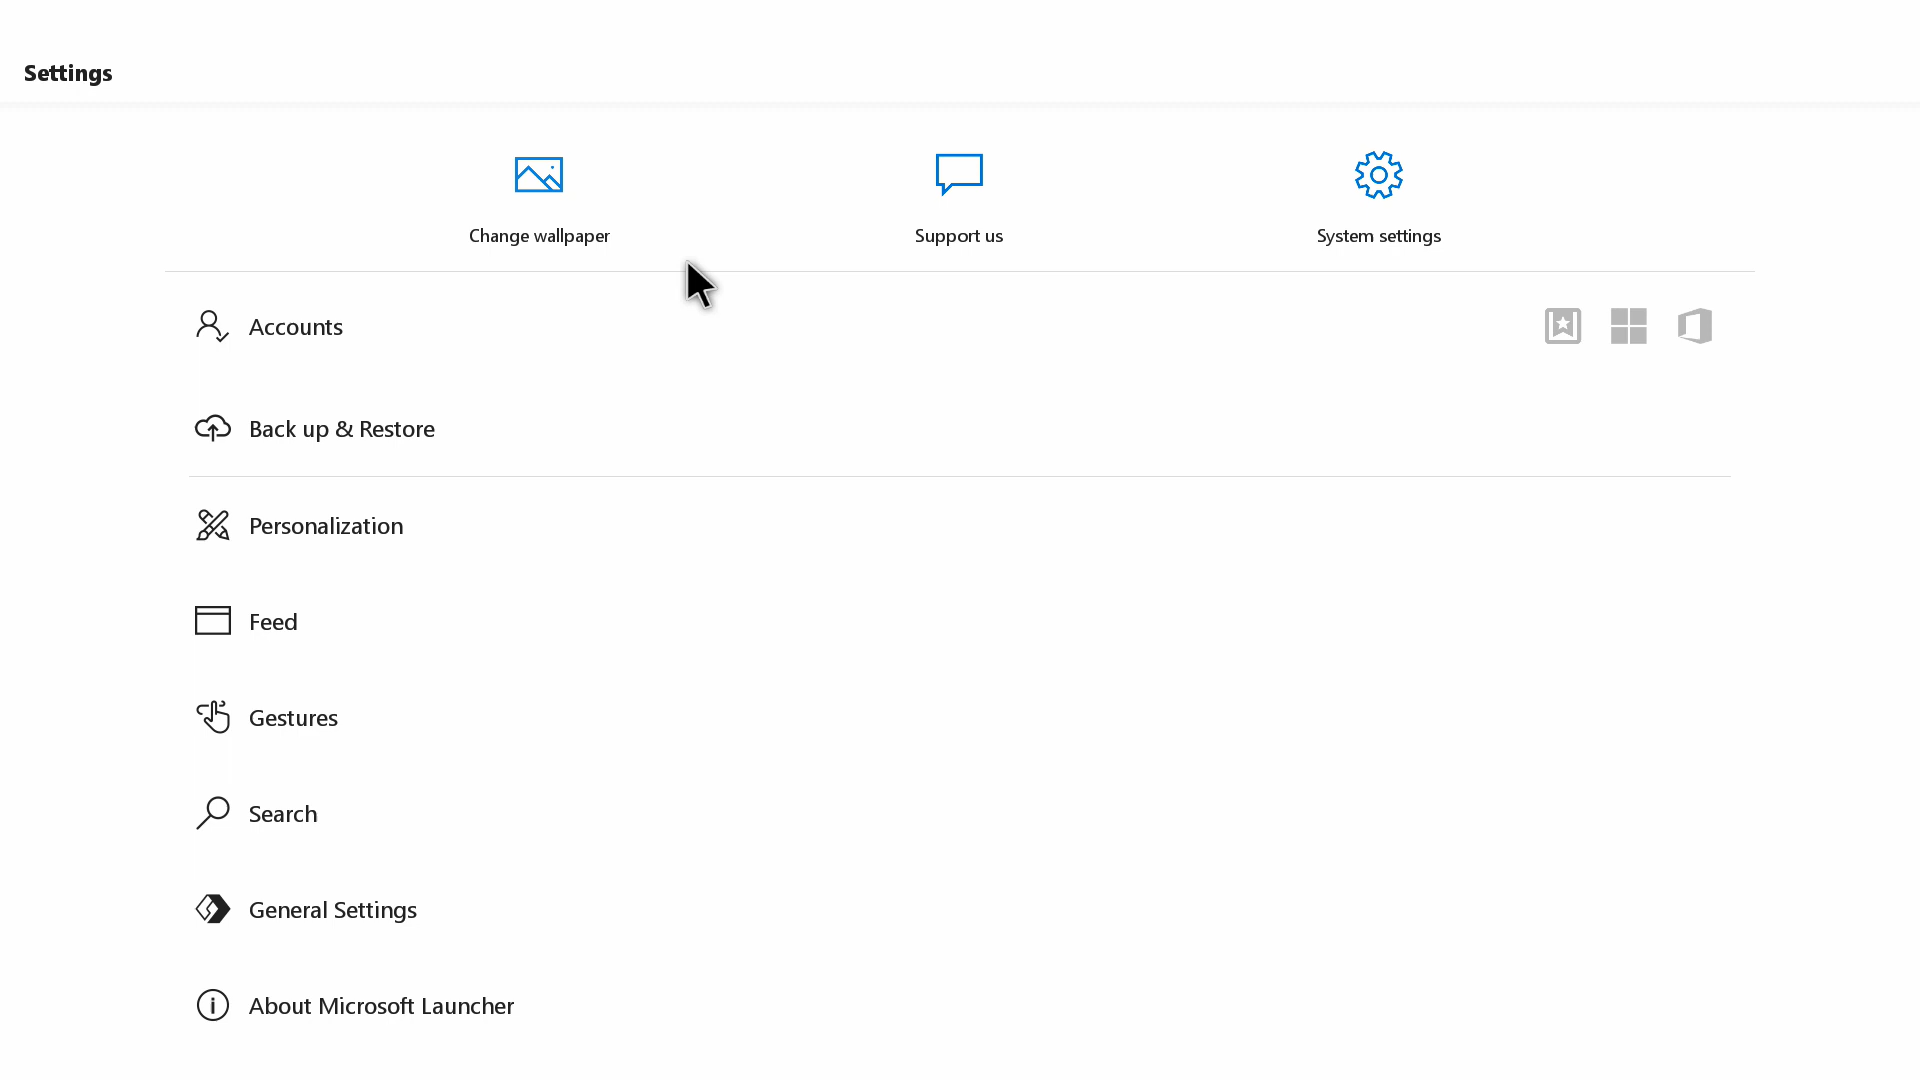 Settings
Change wallpaper
Support us
System settings
Accounts
Back up & Restore
Personalization
Feed
Gestures
Search
General Settings
About Microsoft Launcher